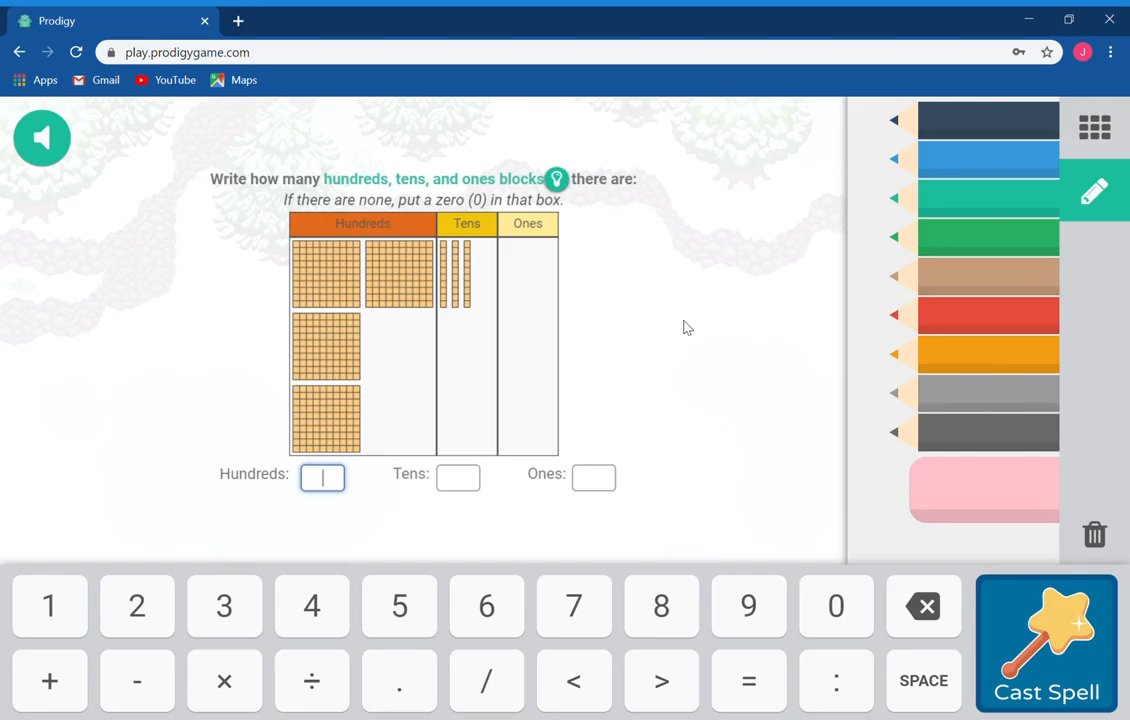 Prodigy
play.prodigygame.com
J
Apps Gmail YouTube Maps
Write how many hundreds, tens, and ones blocks there are:
If there are none, put a zero (0) in that box.
Hundreds Tens Ones
Hundreds: Tens: Ones:
1 2 3 4 5 6 7 8 9 0
+ - × ÷ . / < > = : SPACE
Cast Spell